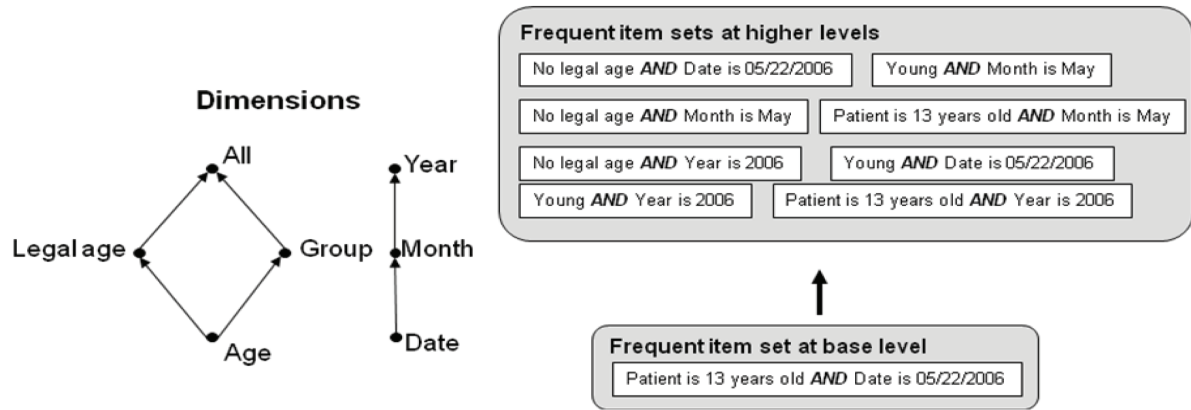 Dimensions
All
Legal age
Group
Age
Year
Month
Date
Frequent item sets at higher levels
No legal age AND Date is 05/22/2006
Young AND Month is May
No legal age AND Month is May
Patient is 13 years old AND Month is May
No legal age AND Year is 2006
Young AND Date is 05/22/2006
Young AND Year is 2006
Patient is 13 years old AND Year is 2006
Frequent item set at base level
Patient is 13 years old AND Date is 05/22/2006